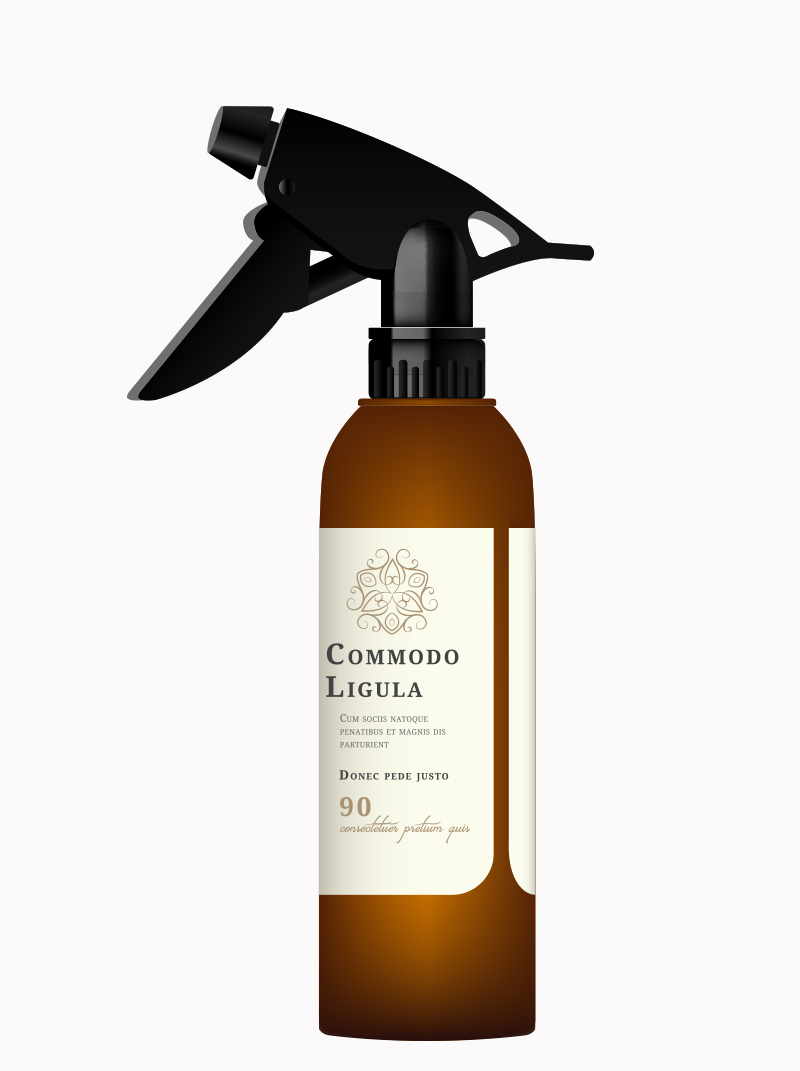 Commodo
Ligula
Cum sociis natoque
penatibus et magnis dis
parturient
Donec pede justo
90
consectetuer pretium quis